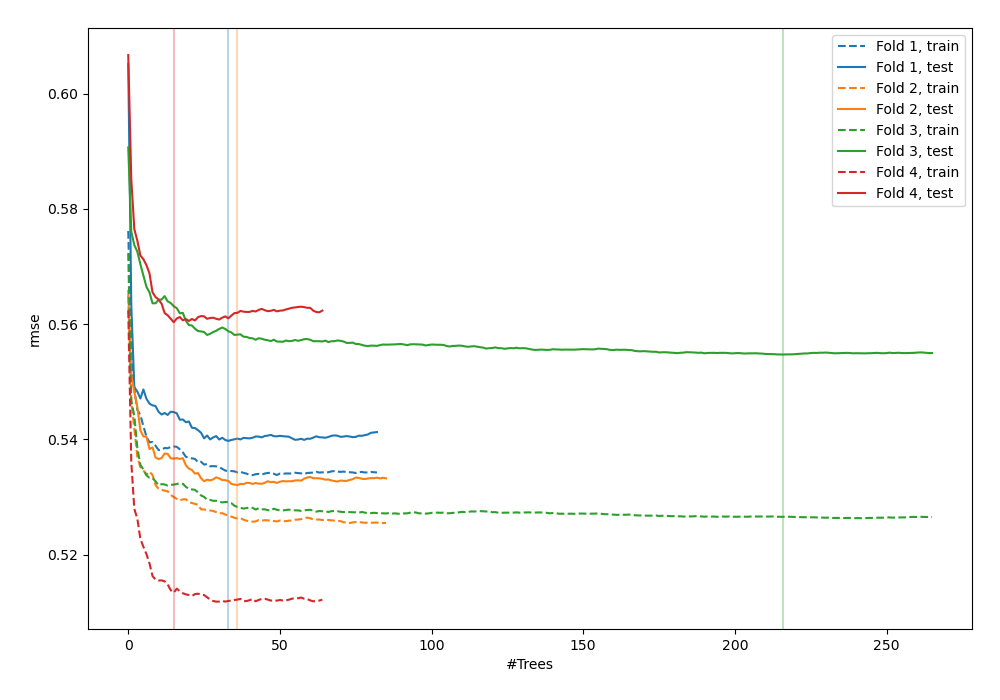 rmse
0.60
0.58
0.56
0.54
0.52
0
50
100
150
200
250
#Trees
Fold 1, train
Fold 1, test
Fold 2, train
Fold 2, test
Fold 3, train
Fold 3, test
Fold 4, train
Fold 4, test